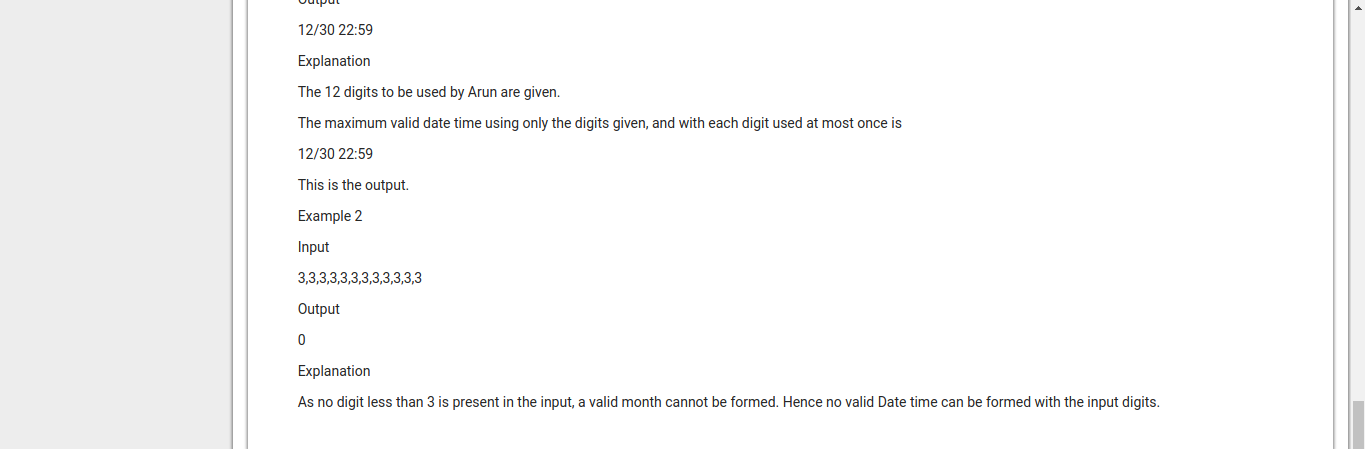 Output
12/30 22:59
Explanation
The 12 digits to be used by Arun are given.
The maximum valid date time using only the digits given, and with each digit used at most once is
12/30 22:59
This is the output.
Example 2
Input
3,3,3,3,3,3,3,3,3,3,3,3
Output
0
Explanation
As no digit less than 3 is present in the input, a valid month cannot be formed. Hence no valid Date time can be formed with the input digits.